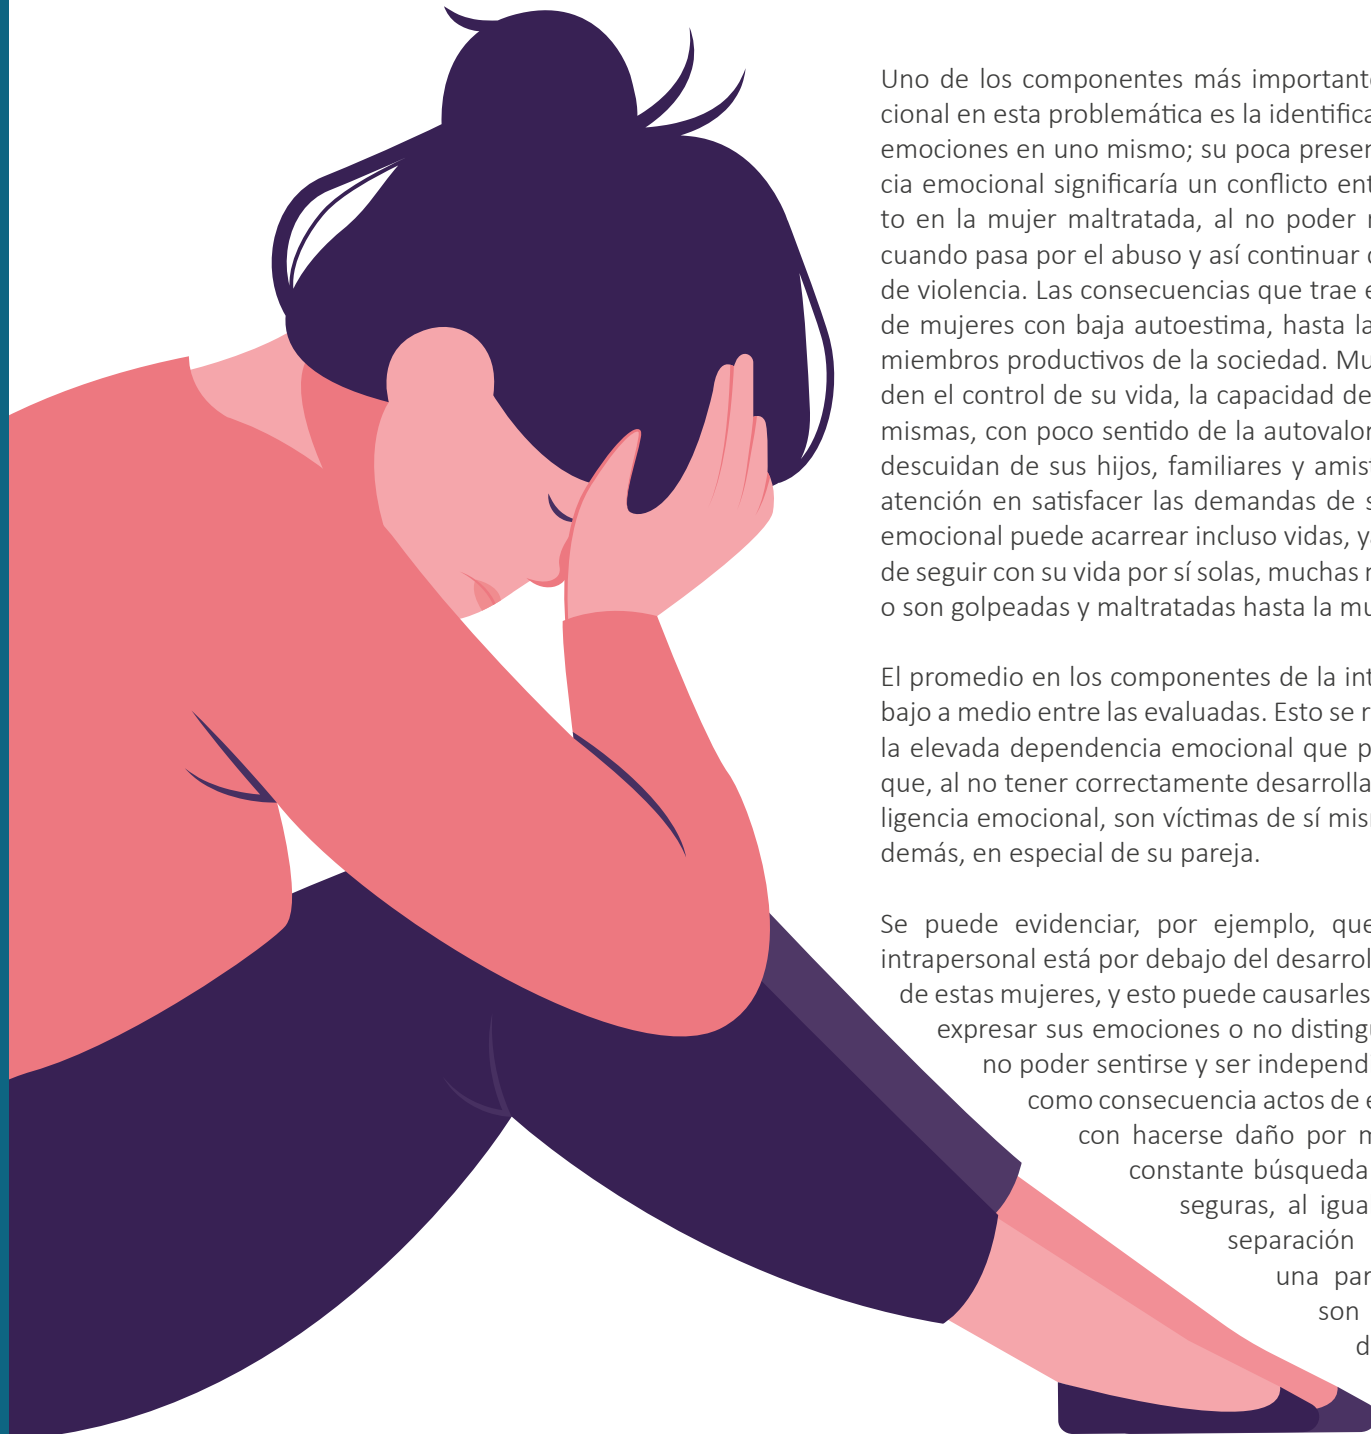 Uno de los componentes más important
cional en esta problemática es la identific
emociones en uno mismo; su poca preser
cia emocional significaría un conflicto ent
to en la mujer maltratada, al no poder
cuando pasa por el abuso y así continuar
de violencia. Las consecuencias que trae
de mujeres con baja autoestima, hasta la
miembros productivos de la sociedad. Mu
den el control de su vida, la capacidad de
mismas, con poco sentido de la autovalor
descuidan de sus hijos, familiares y amist
atención en satisfacer las demandas de s
emocional puede acarrear incluso vidas, y
de seguir con su vida por sí solas, muchas
o son golpeadas y maltratadas hasta la mu

El promedio en los componentes de la int
bajo a medio entre las evaluadas. Esto se r
la elevada dependencia emocional que p
que, al no tener correctamente desarrolla
ligencia emocional, son víctimas de sí mis
demás, en especial de su pareja.

Se puede evidenciar, por ejemplo, que
intrapersonal está por debajo del desarrol
de estas mujeres, y esto puede causarles
expresar sus emociones o no disting
no poder sentirse y ser independ
como consecuencia actos de e
con hacerse daño por m
constante búsqueda
seguras, al igua
separación
una par
son
d